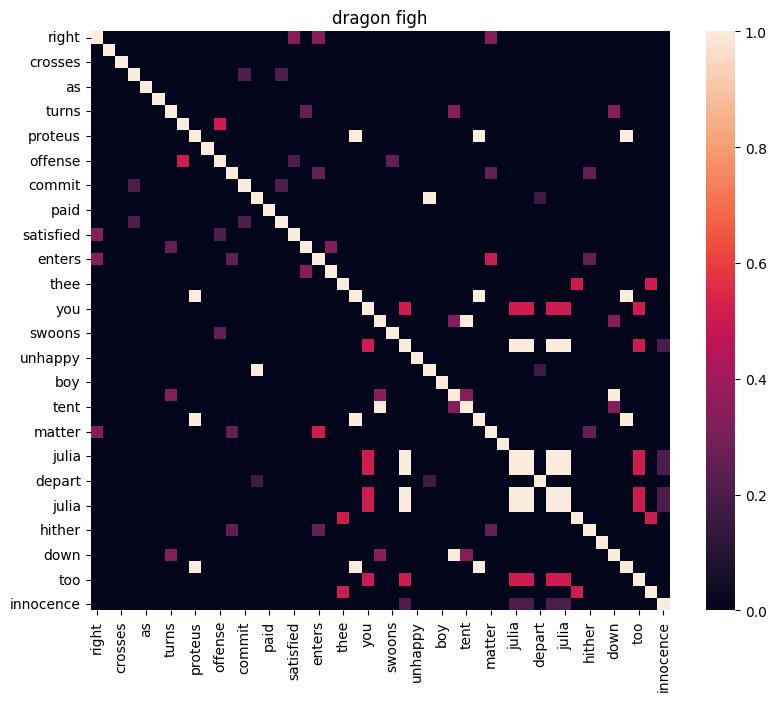 dragon figh
right
crosses
as
turns
proteus
offense
commit
paid
satisfied
enters
thee
you
swoons
unhappy
boy
tent
matter
julia
depart
julia
hither
down
too
innocence
1.0
0.8
0.6
0.4
0.2
0.0
right
crosses
as
turns
proteus
offense
commit
paid
satisfied
enters
thee
you
swoons
unhappy
boy
tent
matter
julia
depart
julia
hither
down
too
innocence